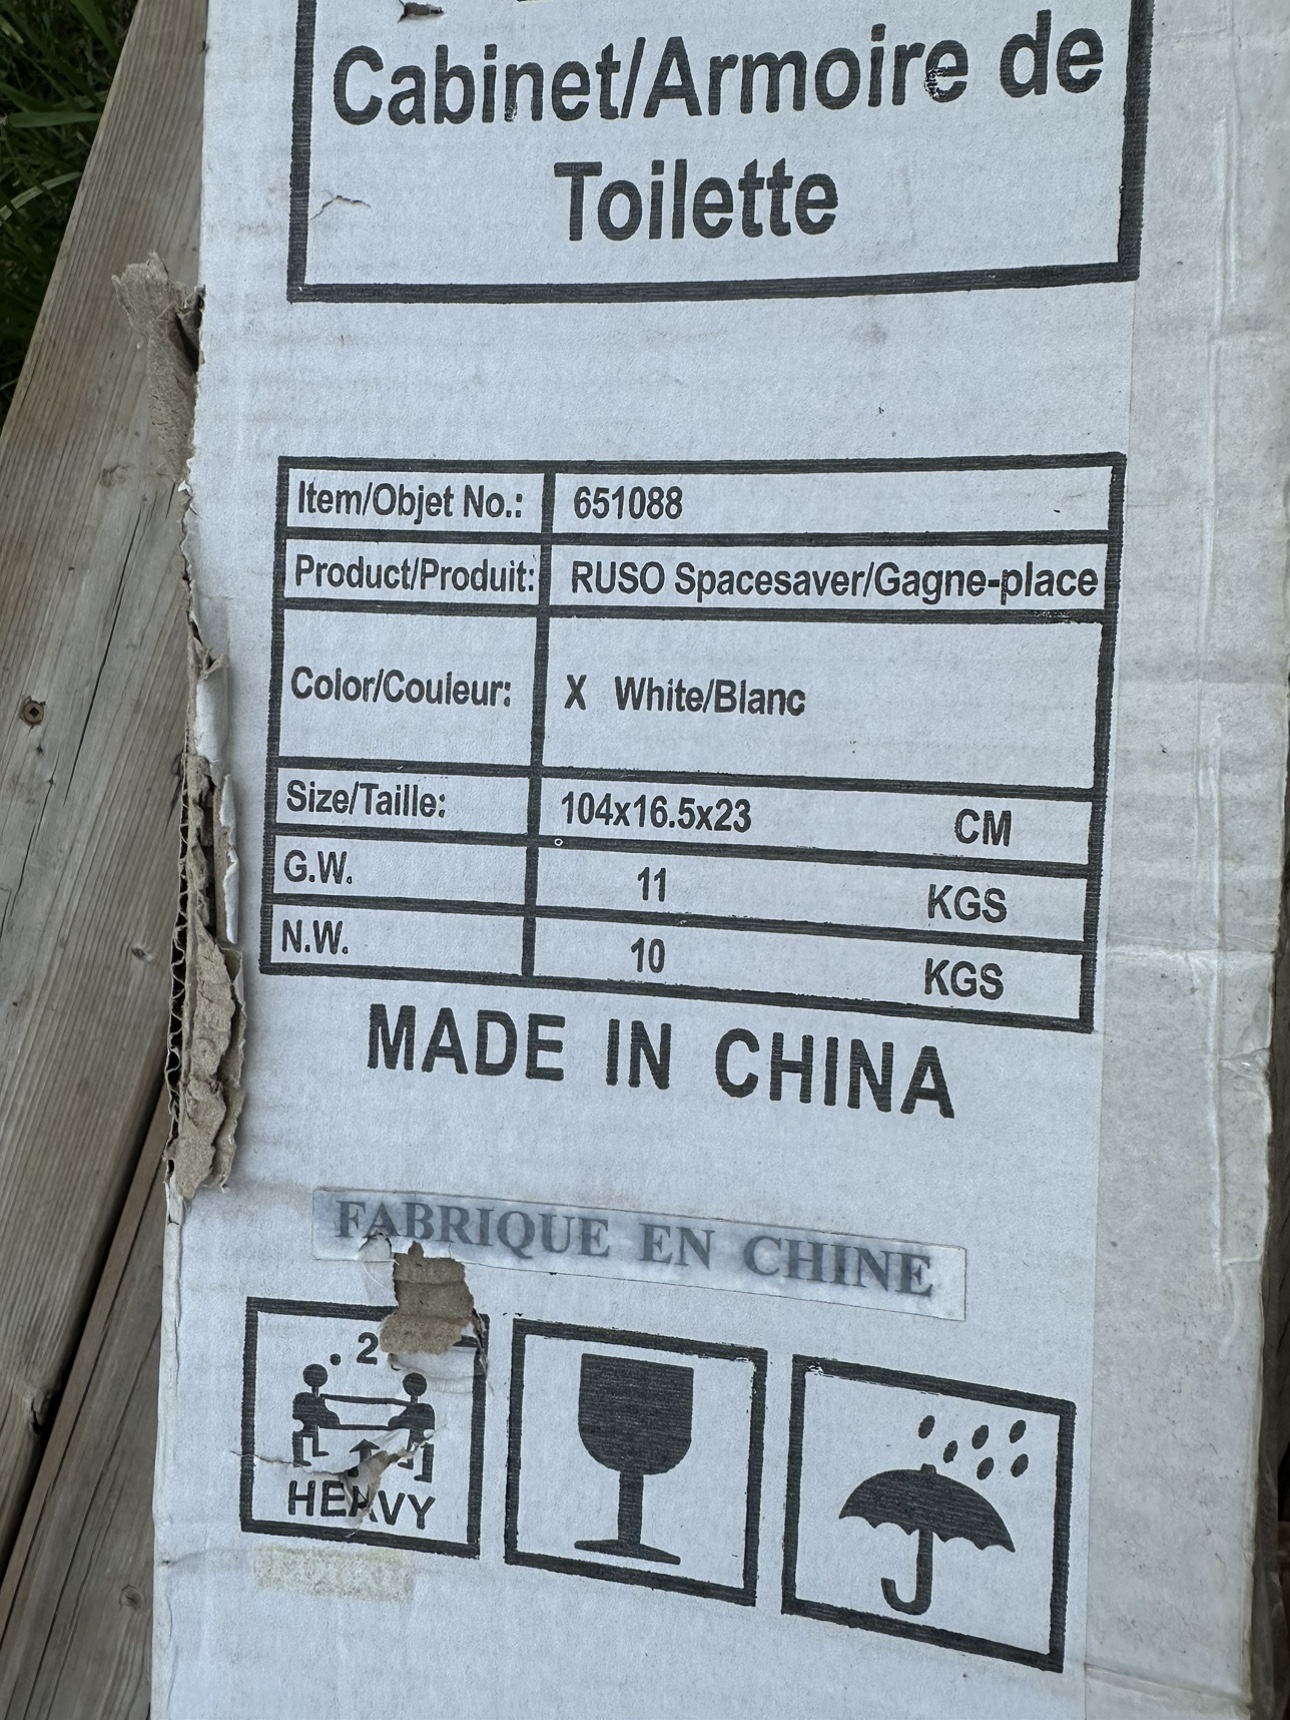 Cabinet/Armoire de
Toilette
Item/Objet No.: 651088
Product/Produit: RUSO Spacesaver/Gagne-place
Color/Couleur: X White/Blanc
Size/Taille: 104x16.5x23 CM
G.W. 11 KGS
N.W. 10 KGS
MADE IN CHINA
FABRIQUE EN CHINE
2
HEAVY